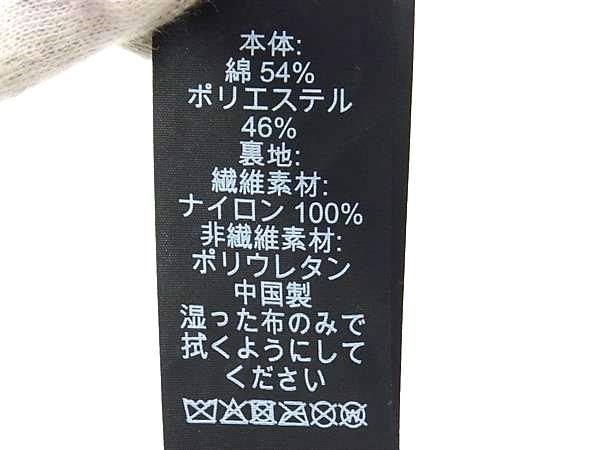 本体:
綿 54%
ポリエステル
46%
裏地:
繊維素材:
ナイロン 100%
非繊維素材:
ポリウレタン
中国製
湿った布のみで
拭くようにして
ください